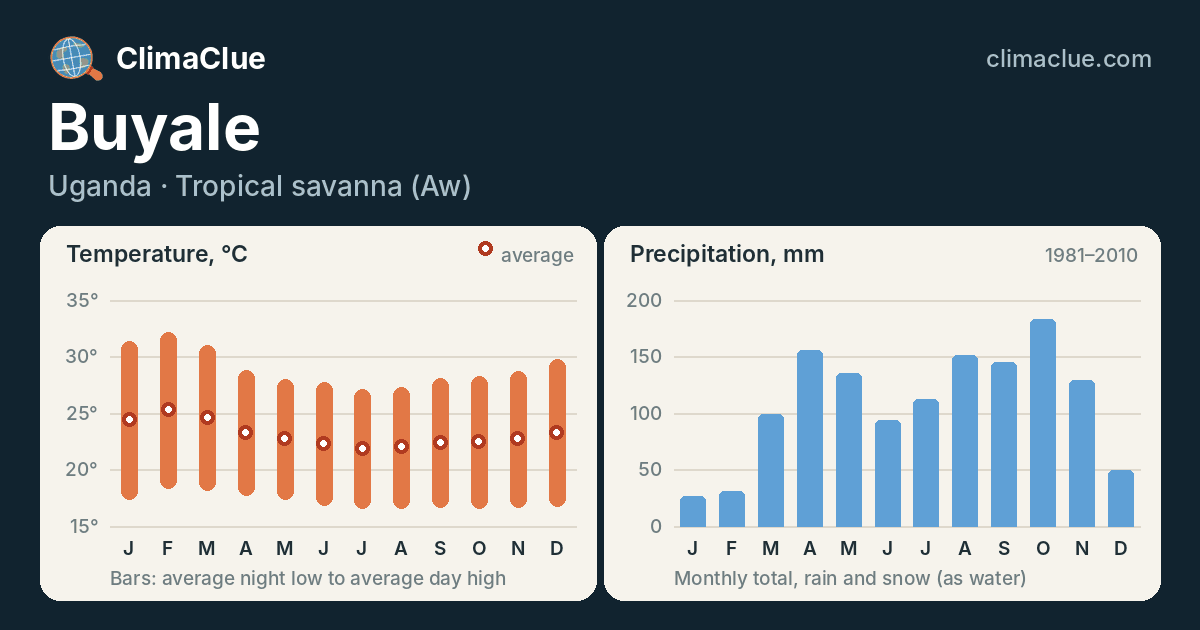 ClimaClue
climaclue.com
Buyale
Uganda · Tropical savanna (Aw)
Temperature, °C
average
35°
30°
25°
20°
15°
J F M A M J J A S O N D
Bars: average night low to average day high
Precipitation, mm
1981–2010
200
150
100
50
0
J F M A M J J A S O N D
Monthly total, rain and snow (as water)